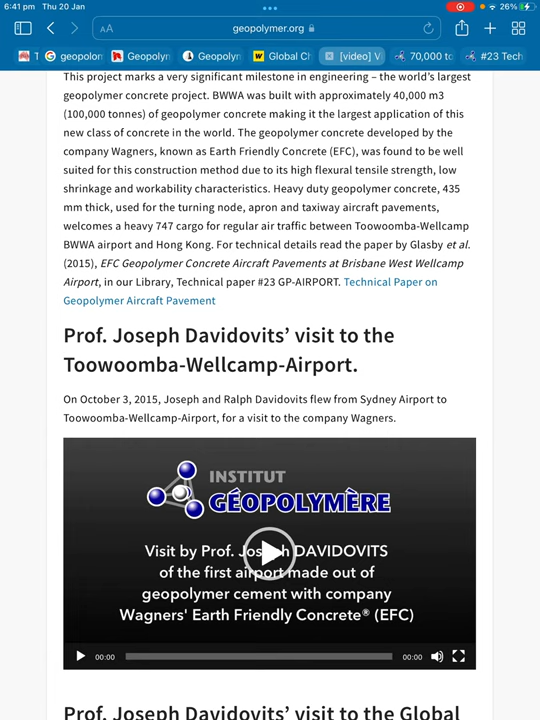 6:41 pm Thu 20 Jan
26%
AA
geopolymer.org
T
geopolon
Geopolyn
Geopolyn
Global Cl
[video] V
70,000 tc
#23 Tech
This project marks a very significant milestone in engineering – the world's largest
geopolymer concrete project. BWWA was built with approximately 40,000 m3
(100,000 tonnes) of geopolymer concrete making it the largest application of this
new class of concrete in the world. The geopolymer concrete developed by the
company Wagners, known as Earth Friendly Concrete (EFC), was found to be well
suited for this construction method due to its high flexural tensile strength, low
shrinkage and workability characteristics. Heavy duty geopolymer concrete, 435
mm thick, used for the turning node, apron and taxiway aircraft pavements,
welcomes a heavy 747 cargo for regular air traffic between Toowoomba-Wellcamp
BWWA airport and Hong Kong. For technical details read the paper by Glasby et al.
(2015), EFC Geopolymer Concrete Aircraft Pavements at Brisbane West Wellcamp
Airport, in our Library, Technical paper #23 GP-AIRPORT. Technical Paper on
Geopolymer Aircraft Pavement
Prof. Joseph Davidovits' visit to the
Toowoomba-Wellcamp-Airport.
On October 3, 2015, Joseph and Ralph Davidovits flew from Sydney Airport to
Toowoomba-Wellcamp-Airport, for a visit to the company Wagners.
INSTITUT
GÉOPOLYMÈRE
Visit by Prof. Joseph DAVIDOVITS
of the first airport made out of
geopolymer cement with company
Wagners' Earth Friendly Concrete® (EFC)
00:00
00:00
Prof. Joseph Davidovits' visit to the Global